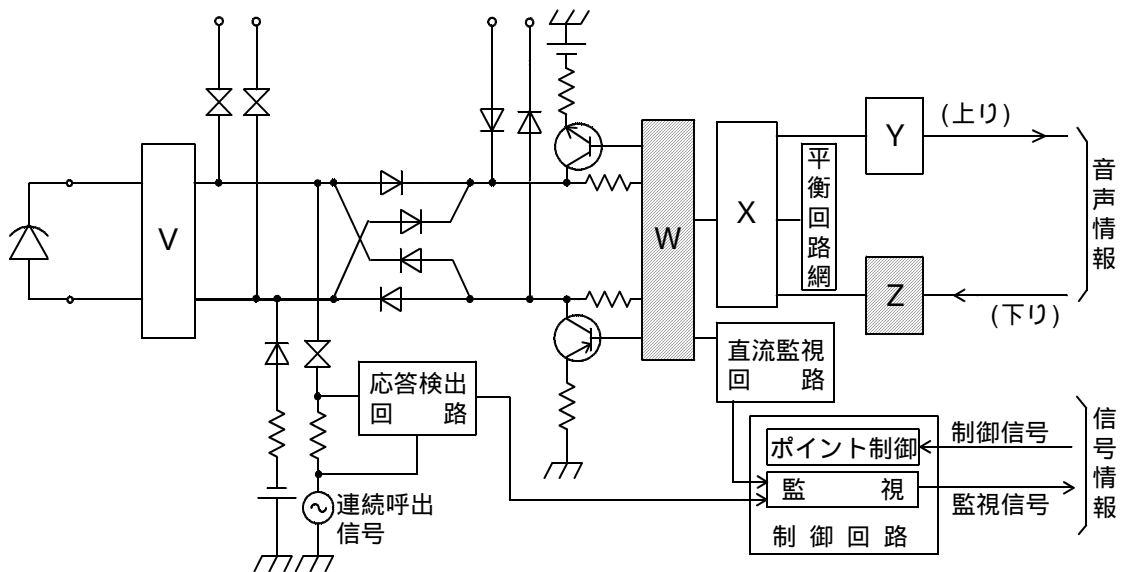 V
W
X
Y
Z
平衡回路網
(上り)
(下り)
音声情報
直流監視
回路
応答検出
回路
連続呼出
信号
ポイント制御
監視
制御回路
制御信号
監視信号
信号情報